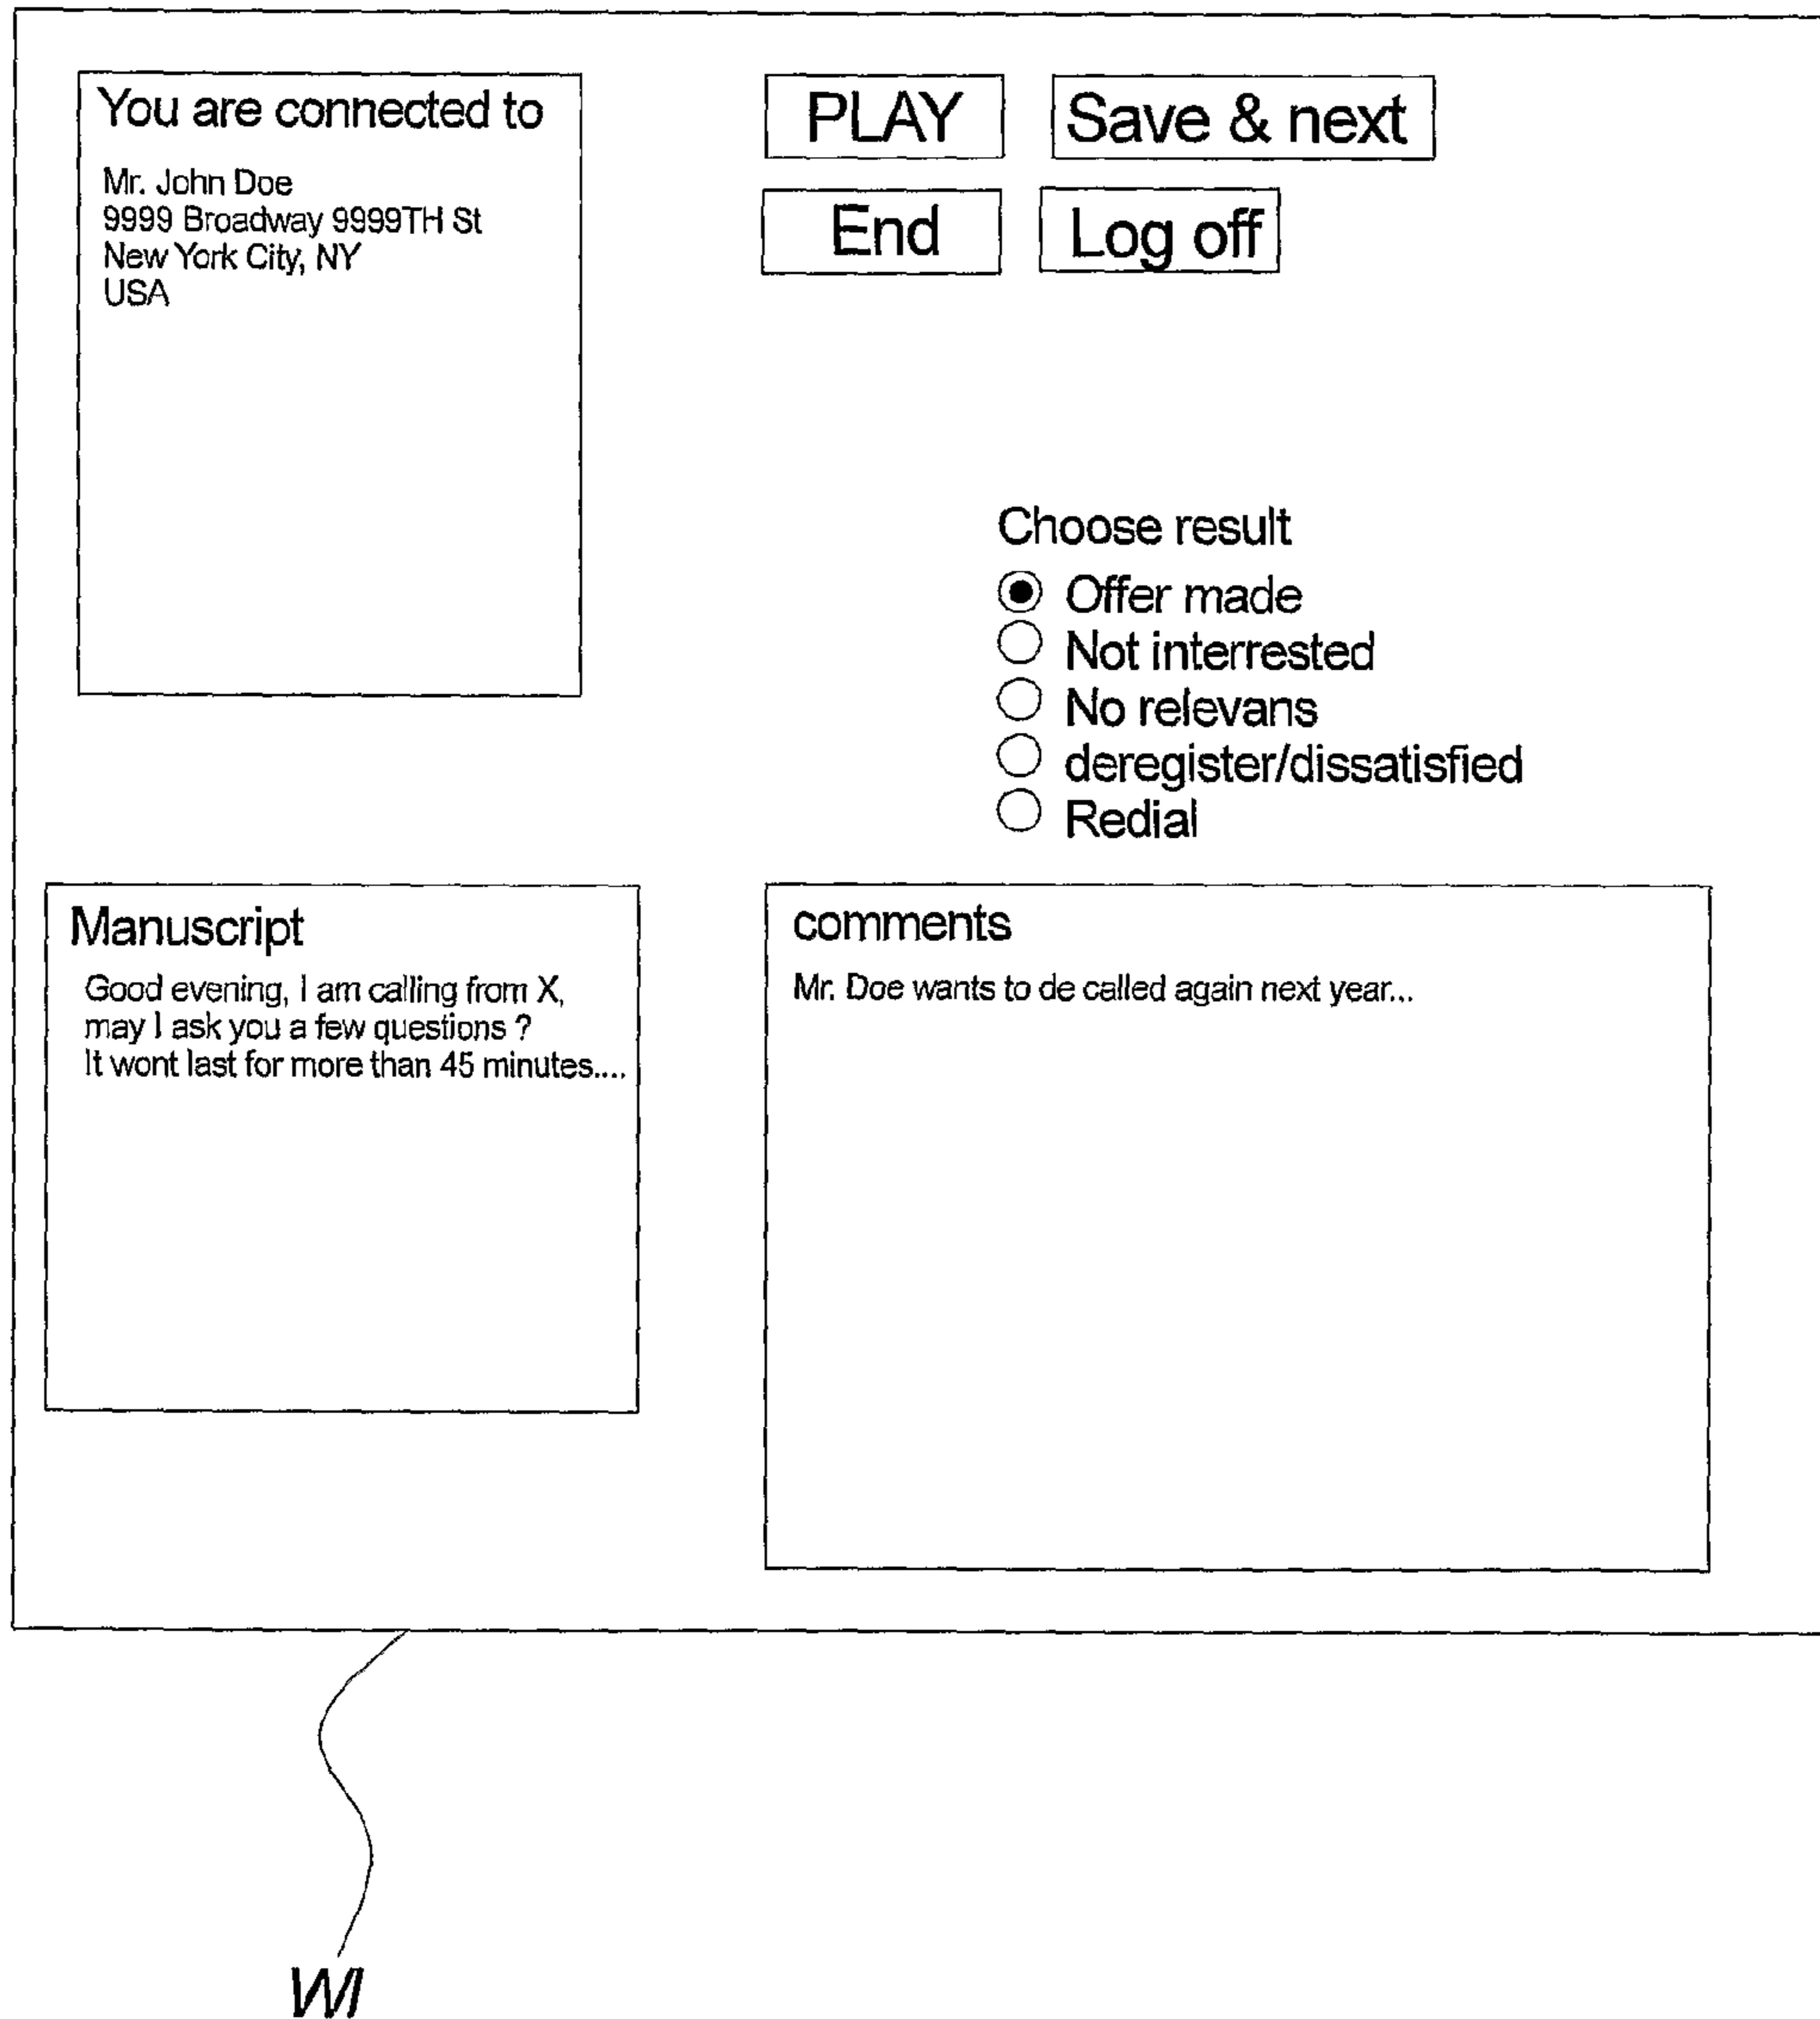 You are connected to
Mr. John Doe
9999 Broadway 9999TH St
New York City, NY
USA
PLAY
Save & next
End
Log off
Choose result
Offer made
Not interrested
No relevans
deregister/dissatisfied
Redial
Manuscript
Good evening, I am calling from X,
may I ask you a few questions ?
It wont last for more than 45 minutes....
comments
Mr. Doe wants to de called again next year...
WI